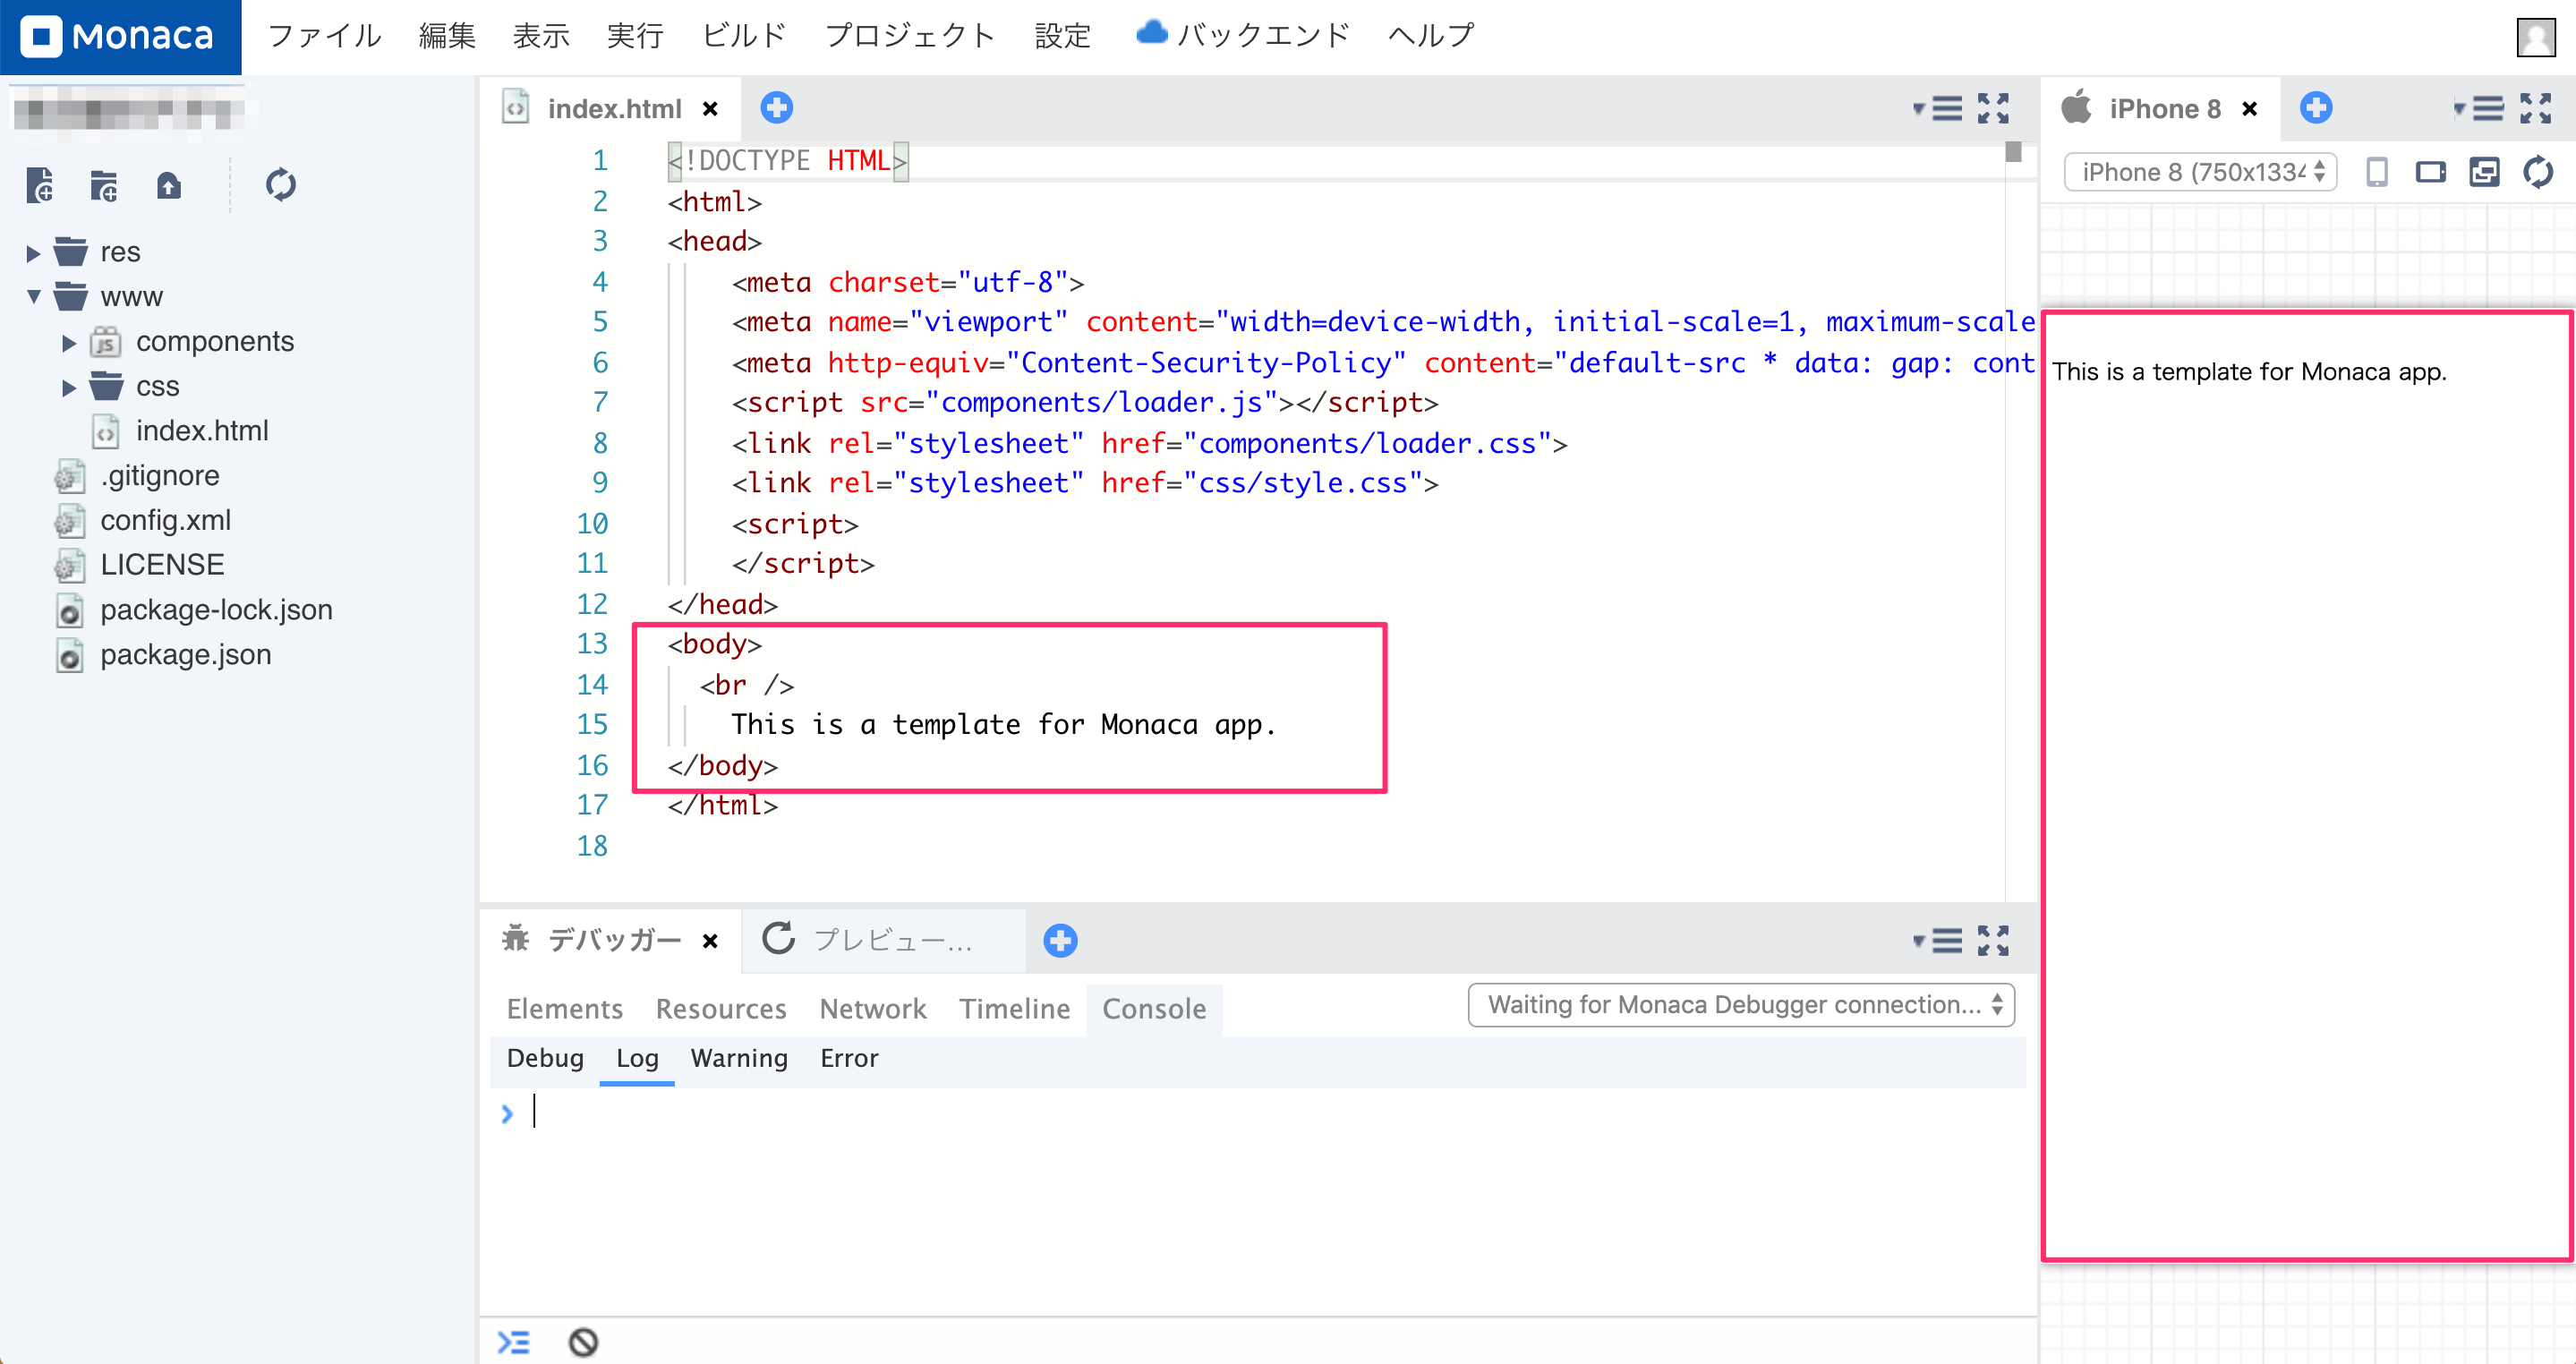 Monaca ファイル 編集 表示 実行 ビルド プロジェクト 設定 バックエンド ヘルプ
res
www
components
css
index.html
.gitignore
config.xml
LICENSE
package-lock.json
package.json
index.html
1 <!DOCTYPE HTML>
2 <html>
3 <head>
4 <meta charset="utf-8">
5 <meta name="viewport" content="width=device-width, initial-scale=1, maximum-scale
6 <meta http-equiv="Content-Security-Policy" content="default-src * data: gap: cont
7 <script src="components/loader.js"></script>
8 <link rel="stylesheet" href="components/loader.css">
9 <link rel="stylesheet" href="css/style.css">
10 <script>
11 </script>
12 </head>
13 <body>
14 <br />
15 This is a template for Monaca app.
16 </body>
17 </html>
18
デバッガー プレビュー...
Elements Resources Network Timeline Console Waiting for Monaca Debugger connection...
Debug Log Warning Error
iPhone 8
iPhone 8 (750x1334
This is a template for Monaca app.